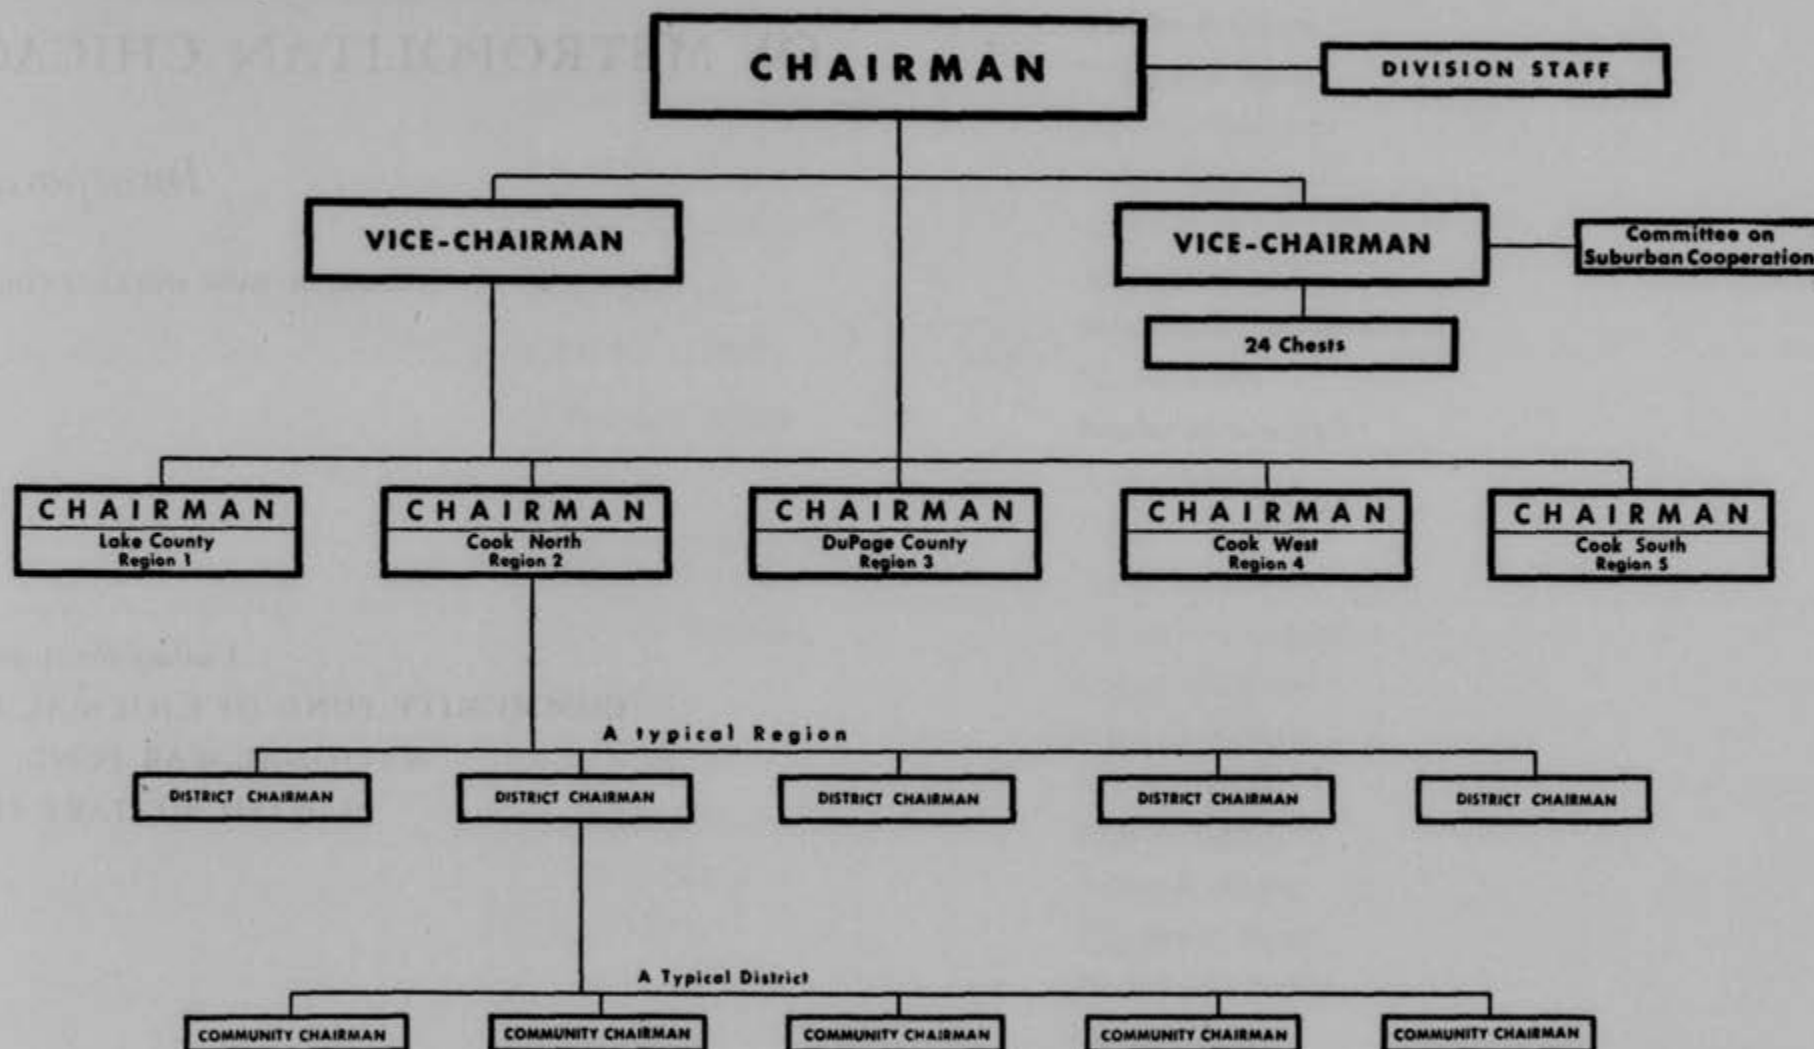 CHAIRMAN
DIVISION STAFF
VICE-CHAIRMAN
VICE-CHAIRMAN
Committee on
Suburban Cooperation
24 Chests
CHAIRMAN
Lake County
Region 1
CHAIRMAN
Cook North
Region 2
CHAIRMAN
DuPage County
Region 3
CHAIRMAN
Cook West
Region 4
CHAIRMAN
Cook South
Region 5
A typical Region
DISTRICT CHAIRMAN
DISTRICT CHAIRMAN
DISTRICT CHAIRMAN
DISTRICT CHAIRMAN
DISTRICT CHAIRMAN
A Typical District
COMMUNITY CHAIRMAN
COMMUNITY CHAIRMAN
COMMUNITY CHAIRMAN
COMMUNITY CHAIRMAN
COMMUNITY CHAIRMAN